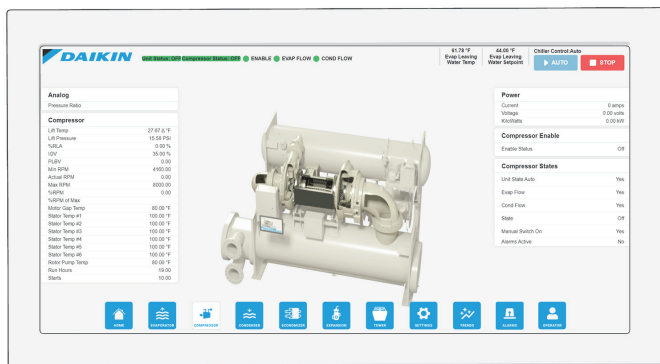 DAIKIN
Unit Status: OFF Compressor Status: OFF ENABLE EVAP FLOW COND FLOW
61.78 °F
Evap Leaving
Water Temp
44.00 °F
Evap Leaving
Water Setpoint
Chiller Control:Auto
AUTO
STOP
Analog
Pressure Ratio
Compressor
Lift Temp 27.67 Δ °F
Lift Pressure 15.58 PSI
%RLA 0.00 %
IGV 35.00 %
PLBV 0.00
Min RPM 4160.00
Actual RPM 0.00
Max RPM 8000.00
%RPM 0.00
%RPM of Max
Motor Gap Temp 80.00 °F
Stator Temp #1 100.00 °F
Stator Temp #2 100.00 °F
Stator Temp #3 100.00 °F
Stator Temp #4 100.00 °F
Stator Temp #5 100.00 °F
Stator Temp #6 100.00 °F
Rotor Pump Temp 80.00 °F
Run Hours 19.00
Starts 10.00
Power
Current 0 amps
Voltage 0.00 volts
KiloWatts 0.00 kW
Compressor Enable
Enable Status Off
Compressor States
Unit State Auto Yes
Evap Flow Yes
Cond Flow Yes
State Off
Manual Switch On Yes
Alarms Active No
HOME
EVAPORATOR
COMPRESSOR
CONDENSER
ECONOMIZER
EXPANSION
TOWER
SETTINGS
TRENDS
ALARMS
OPERATOR